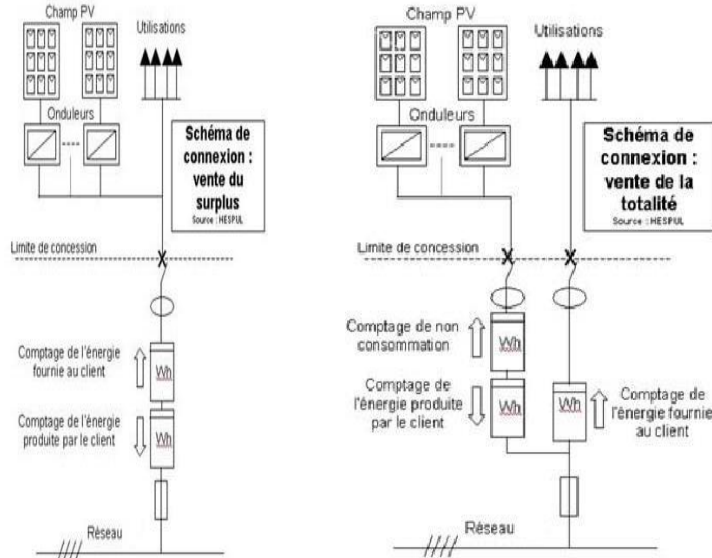 Champ PV
Utilisations
Onduleurs
Schéma de
connexion :
vente du
surplus
Source : HESPUL
Limite de concession
Comptage de l'énergie
fournie au client
Wh
Comptage de l'énergie
produite par le client
Wh
Réseau
Champ PV
Utilisations
Onduleurs
Schéma de
connexion :
vente de la
totalité
Source : HESPUL
Limite de concession
Comptage de non
consommation
Wh
Comptage de
l'énergie produite
par le client
Wh
Wh
Comptage de
l'énergie fournie
au client
Réseau